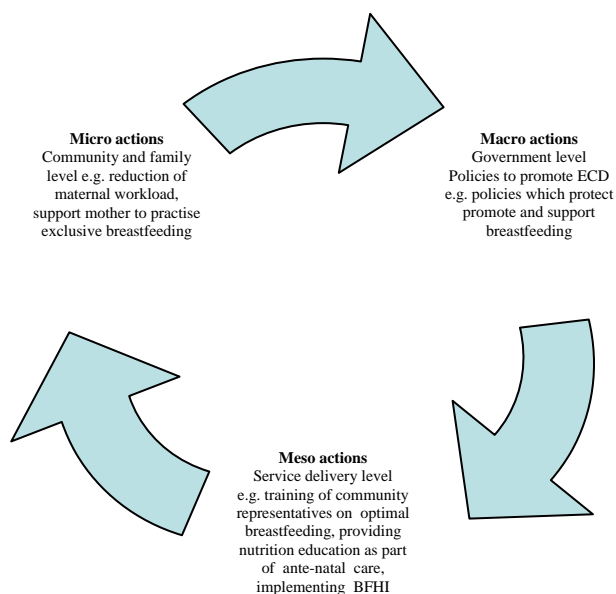 Micro actions
Community and family
level e.g. reduction of
maternal workload,
support mother to practise
exclusive breastfeeding
Macro actions
Government level
Policies to promote ECD
e.g. policies which protect
promote and support
breastfeeding
Meso actions
Service delivery level
e.g. training of community
representatives on optimal
breastfeeding, providing
nutrition education as part
of ante-natal care,
implementing BFHI